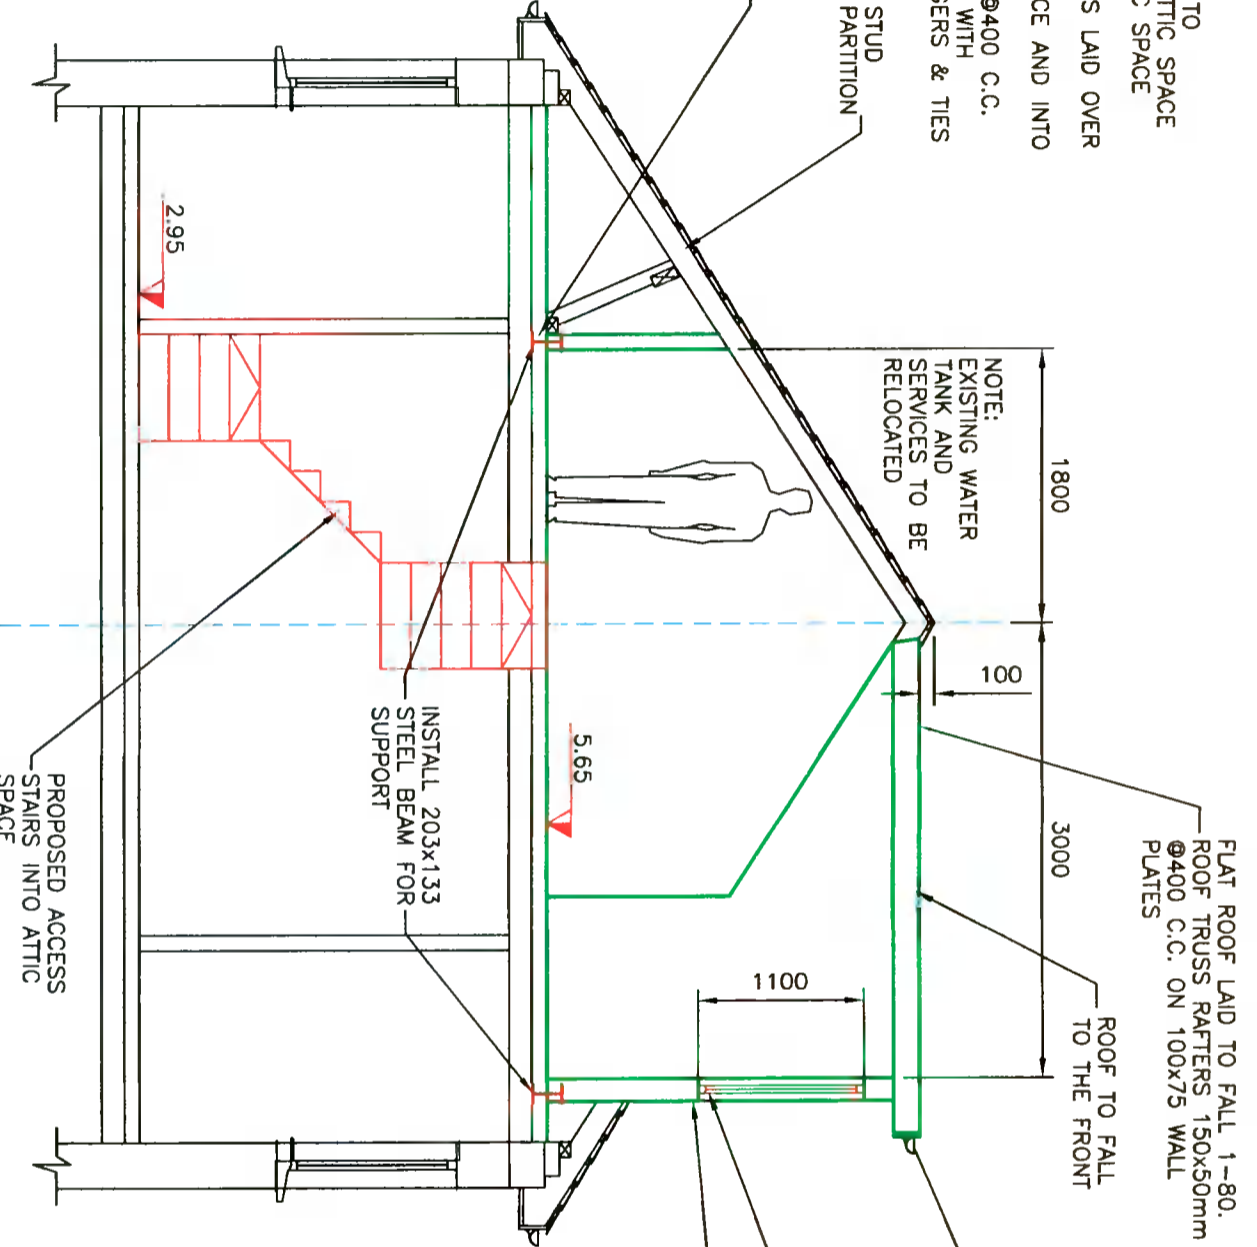 TO
TTIC SPACE
C SPACE
S LAID OVER
CE AND INTO
@400 C.C.
WITH
GERS & TIES
STUD
PARTITION
NOTE:
EXISTING WATER
TANK AND
SERVICES TO BE
RELOCATED
1800
3000
100
FLAT ROOF LAID TO FALL 1-80.
ROOF TRUSS RAFTERS 150x50mm
@400 C.C. ON 100x75 WALL
PLATES
ROOF TO FALL
TO THE FRONT
1100
2.95
5.65
INSTALL 203x133
STEEL BEAM FOR
SUPPORT
PROPOSED ACCESS
STAIRS INTO ATTIC
SPACE